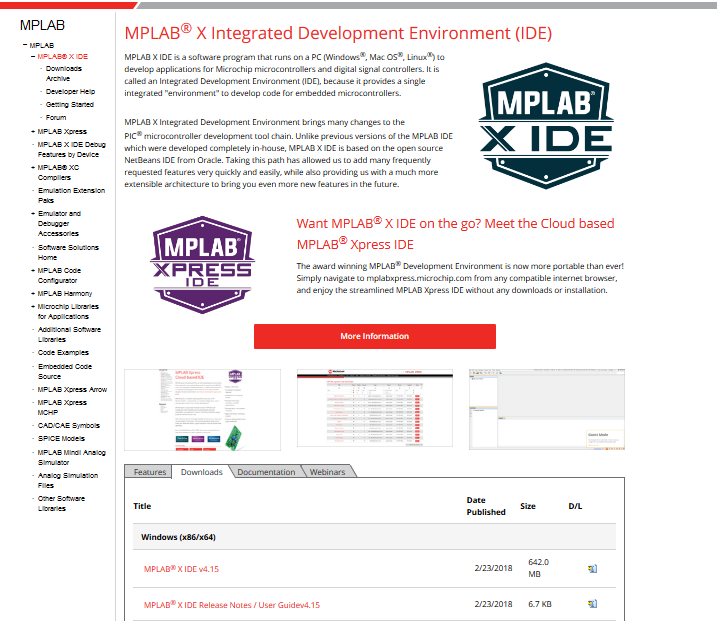 MPLAB
− MPLAB
− MPLAB® X IDE
· Downloads
Archive
· Developer Help
· Getting Started
· Forum
+ MPLAB Xpress
· MPLAB X IDE Debug
Features by Device
+ MPLAB® XC
Compilers
· Emulation Extension
Paks
+ Emulator and
Debugger
Accessories
· Software Solutions
Home
+ MPLAB Code
Configurator
+ MPLAB Harmony
+ Microchip Libraries
for Applications
· Additional Software
Libraries
· Code Examples
· Embedded Code
Source
· MPLAB Xpress Arrow
· MPLAB Xpress
MCHP
· CAD/CAE Symbols
· SPICE Models
· MPLAB Mindi Analog
Simulator
· Analog Simulation
Files
· Other Software
Libraries
MPLAB® X Integrated Development Environment (IDE)
MPLAB X IDE is a software program that runs on a PC (Windows®, Mac OS®, Linux®) to
develop applications for Microchip microcontrollers and digital signal controllers. It is
called an Integrated Development Environment (IDE), because it provides a single
integrated "environment" to develop code for embedded microcontrollers.
MPLAB X Integrated Development Environment brings many changes to the
PIC® microcontroller development tool chain. Unlike previous versions of the MPLAB IDE
which were developed completely in-house, MPLAB X IDE is based on the open source
NetBeans IDE from Oracle. Taking this path has allowed us to add many frequently
requested features very quickly and easily, while also providing us with a much more
extensible architecture to bring you even more new features in the future.
MPLAB®
X IDE
MPLAB®
XPRESS
IDE
Want MPLAB® X IDE on the go? Meet the Cloud based
MPLAB® Xpress IDE
The award winning MPLAB® Development Environment is now more portable than ever!
Simply navigate to mplabxpress.microchip.com from any compatible internet browser,
and enjoy the streamlined MPLAB Xpress IDE without any downloads or installation.
More Information
MPLAB Xpress
Cloud-based IDE
Features Downloads Documentation Webinars
Title Date Published Size D/L
Windows (x86/x64)
MPLAB® X IDE v4.15 2/23/2018 642.0 MB
MPLAB® X IDE Release Notes / User Guidev4.15 2/23/2018 6.7 KB